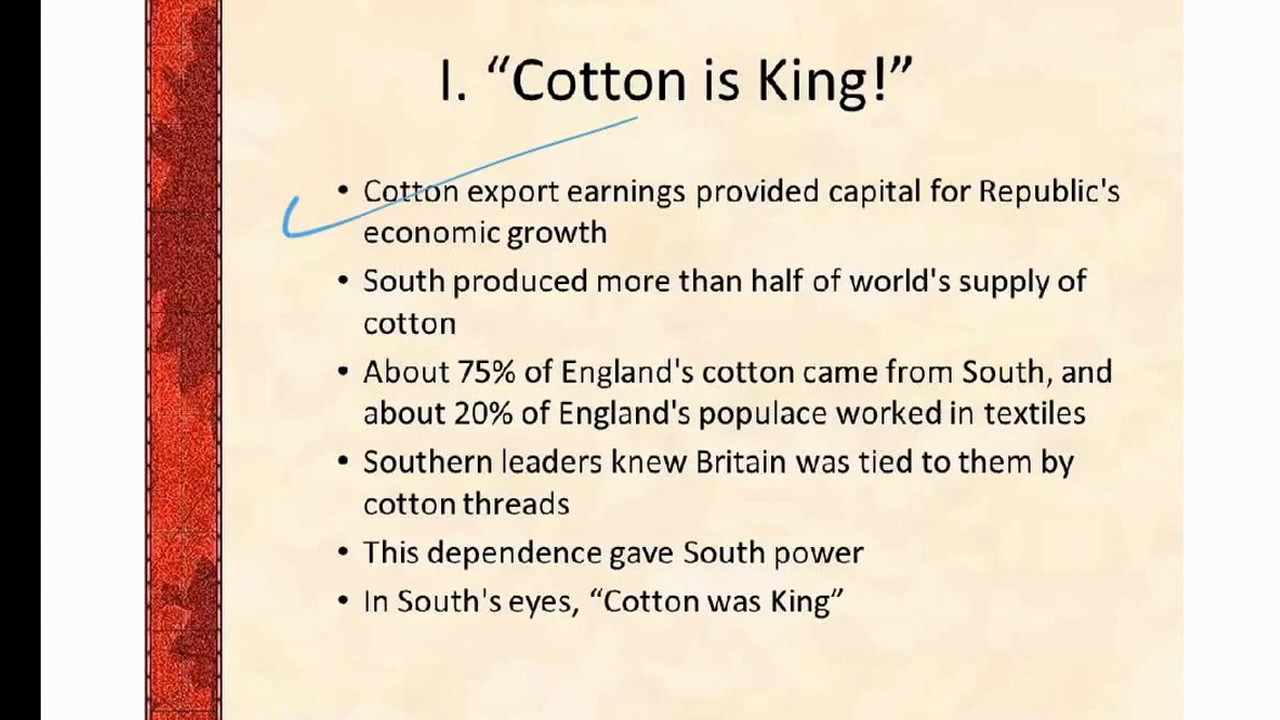 I. “Cotton is King!”
• Cotton export earnings provided capital for Republic's
economic growth
• South produced more than half of world's supply of
cotton
• About 75% of England's cotton came from South, and
about 20% of England's populace worked in textiles
• Southern leaders knew Britain was tied to them by
cotton threads
• This dependence gave South power
• In South's eyes, “Cotton was King”